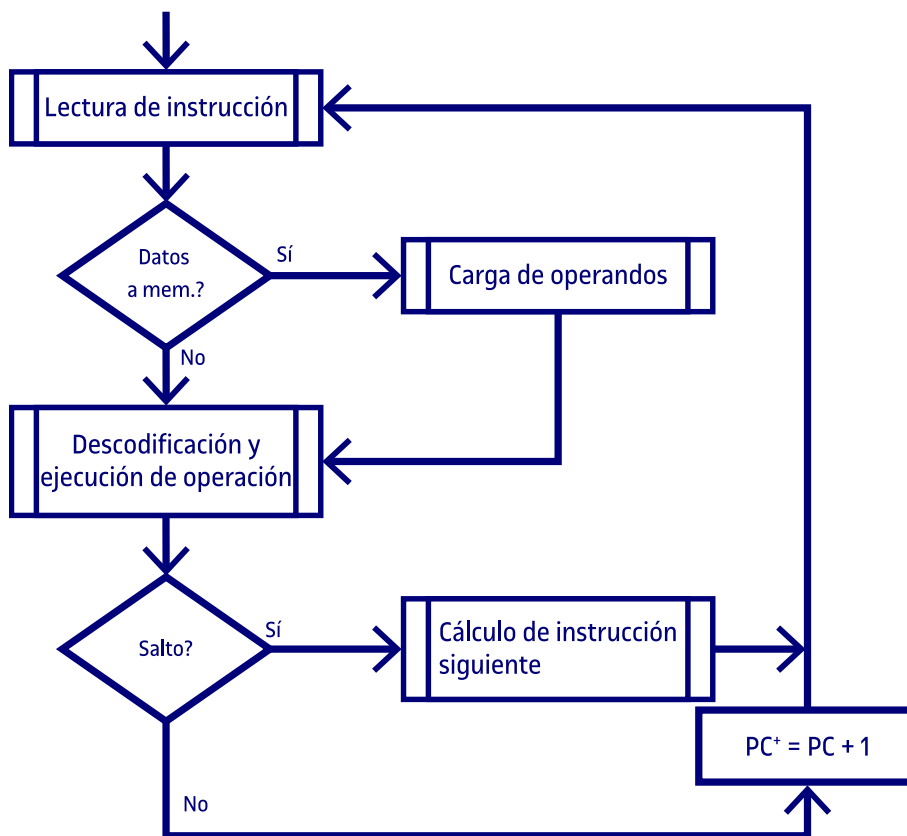 Lectura de instrucción
Datos
a mem.?
Sí
Carga de operandos
No
Descodificación y
ejecución de operación
Salto?
Sí
Cálculo de instrucción
siguiente
PC⁺ = PC + 1
No